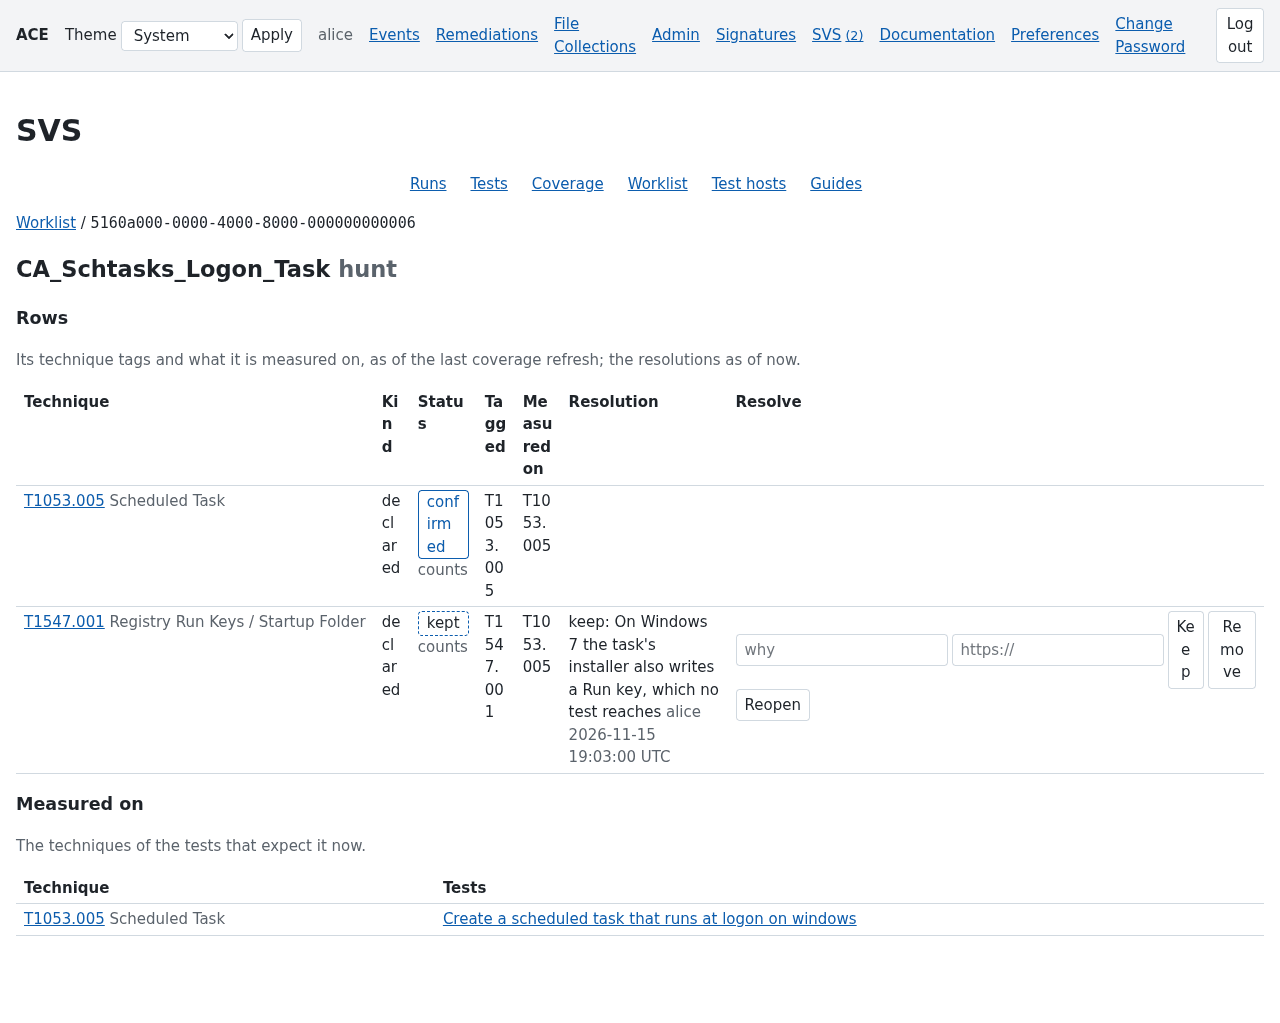 ACE Theme System Apply alice Events Remediations File Collections Admin Signatures SVS (2) Documentation Preferences Change Password Log out
SVS
Runs Tests Coverage Worklist Test hosts Guides
Worklist / 5160a000-0000-4000-8000-000000000006
CA_Schtasks_Logon_Task hunt
Rows
Its technique tags and what it is measured on, as of the last coverage refresh; the resolutions as of now.
Technique Kind Status Tagged Measured on Resolution Resolve
T1053.005 Scheduled Task declared confirmed counts T1053.005 T1053.005
T1547.001 Registry Run Keys / Startup Folder declared kept counts T1547.001 T1053.005 keep: On Windows 7 the task's installer also writes a Run key, which no test reaches alice 2026-11-15 19:03:00 UTC why https:// Keep Remove Reopen
Measured on
The techniques of the tests that expect it now.
Technique Tests
T1053.005 Scheduled Task Create a scheduled task that runs at logon on windows